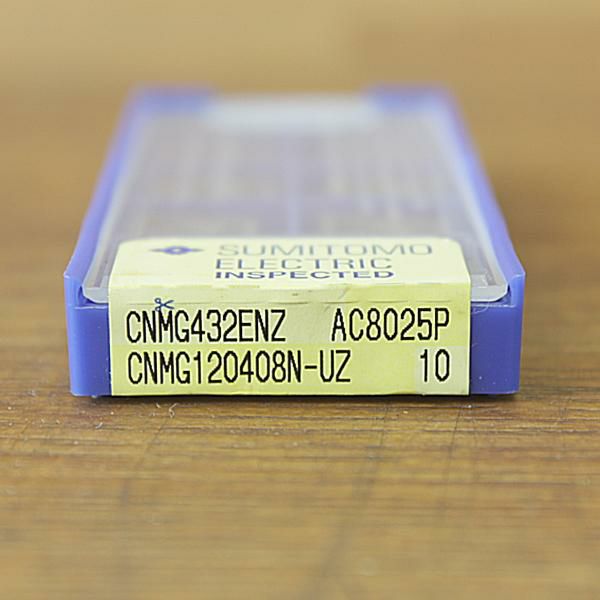 SUMITOMO
ELECTRIC
INSPECTED
CNMG432ENZ AC8025P
CNMG120408N-UZ 10